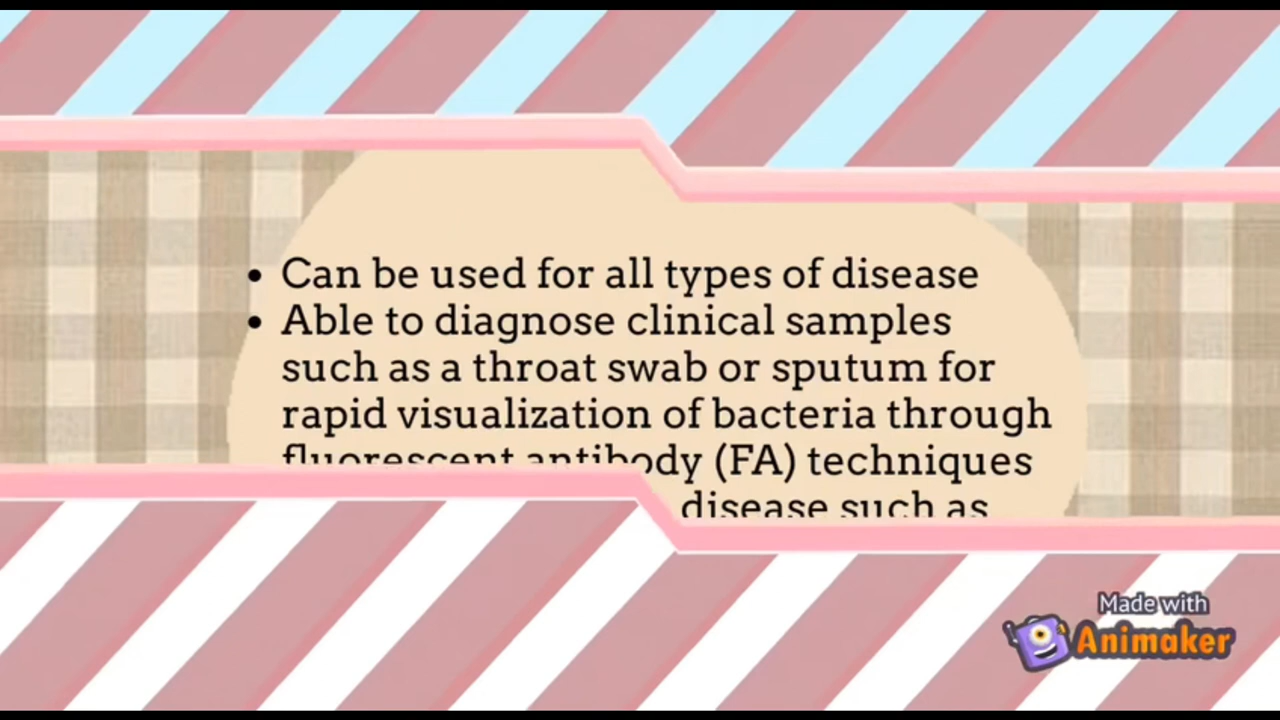 • Can be used for all types of disease
• Able to diagnose clinical samples
such as a throat swab or sputum for
rapid visualization of bacteria through
fluorescent antibody (FA) techniques
disease such as
Made with
Animaker